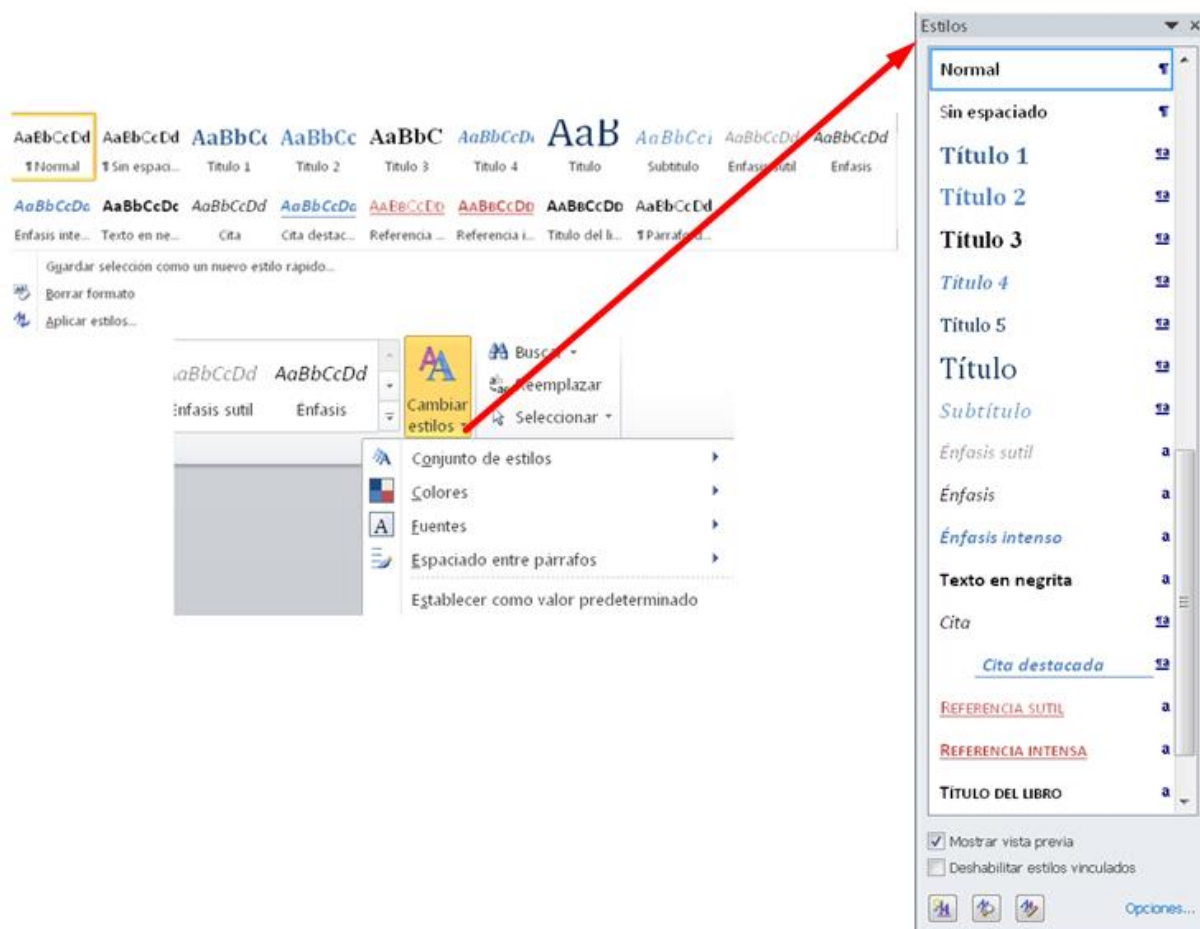 AaBbCcDd AaBbCcDd AaBbCc AaBbCc AaBbC AaBbCcDc AaB AaBbCci AaBbCcDd AaBbCcDd
¶ Normal ¶ Sin espaci... Título 1 Título 2 Título 3 Título 4 Título Subtítulo Énfasis sutil Énfasis
AaBbCcDc AaBbCcDc AaBbCcDd AaBbCcDc AaBbCcDd AaBbCcDd AaBbCcDd AaBbCcDd
Énfasis inte... Texto en ne... Cita Cita destac... Referencia ... Referencia i... Título del li...
Guardar selección como un nuevo estilo rápido...
Borrar formato
Aplicar estilos...
AaBbCcDd AaBbCcDd
Énfasis sutil Énfasis
Cambiar
estilos
Buscar
Reemplazar
Seleccionar
Conjunto de estilos
Colores
Fuentes
Espaciado entre párrafos
Establecer como valor predeterminado
Estilos
Normal ¶
Sin espaciado ¶
Título 1 ¶a
Título 2 ¶a
Título 3 ¶a
Título 4 ¶a
Título 5 ¶a
Título ¶a
Subtítulo ¶a
Énfasis sutil a
Énfasis a
Énfasis intenso a
Texto en negrita a
Cita ¶a
Cita destacada ¶a
REFERENCIA SUTIL a
REFERENCIA INTENSA a
TÍTULO DEL LIBRO a
Mostrar vista previa
Deshabilitar estilos vinculados
Opciones...